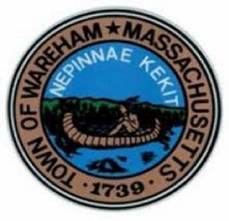 TOWN OF WAREHAM ★ MASSACHUSETTS
NEPINNAE KEKIT
· 1739 ·